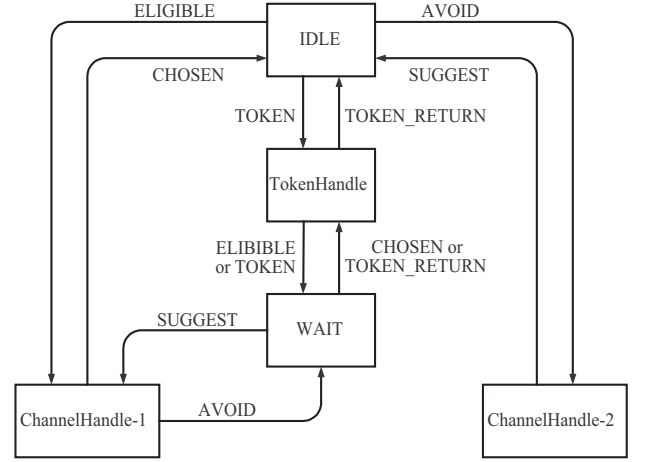 ELIGIBLE
AVOID
IDLE
CHOSEN
SUGGEST
TOKEN
TOKEN_RETURN
TokenHandle
ELIBIBLE
or TOKEN
CHOSEN or
TOKEN_RETURN
SUGGEST
WAIT
ChannelHandle-1
AVOID
ChannelHandle-2